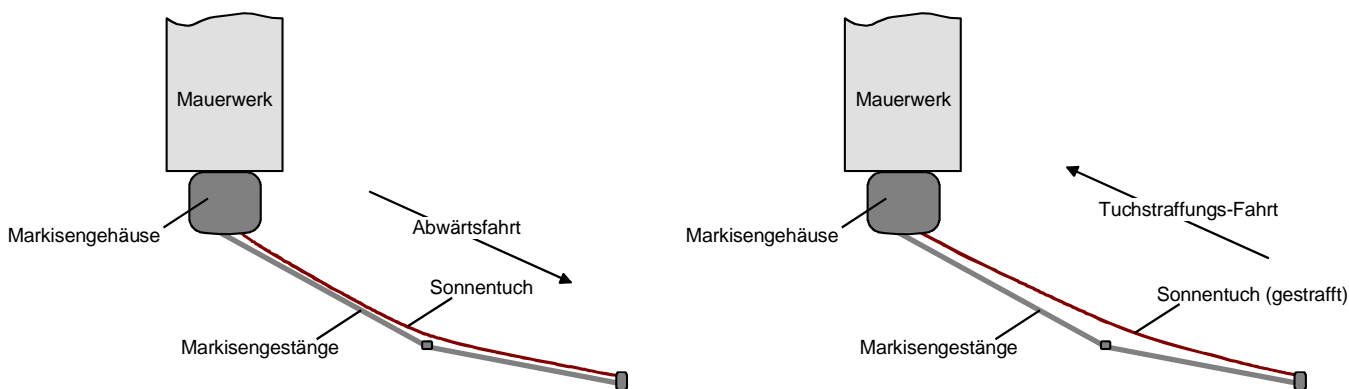 Mauerwerk
Markisengehäuse
Abwärtsfahrt
Sonnentuch
Markisengestänge
Mauerwerk
Markisengehäuse
Tuchstraffungs-Fahrt
Sonnentuch (gestrafft)
Markisengestänge